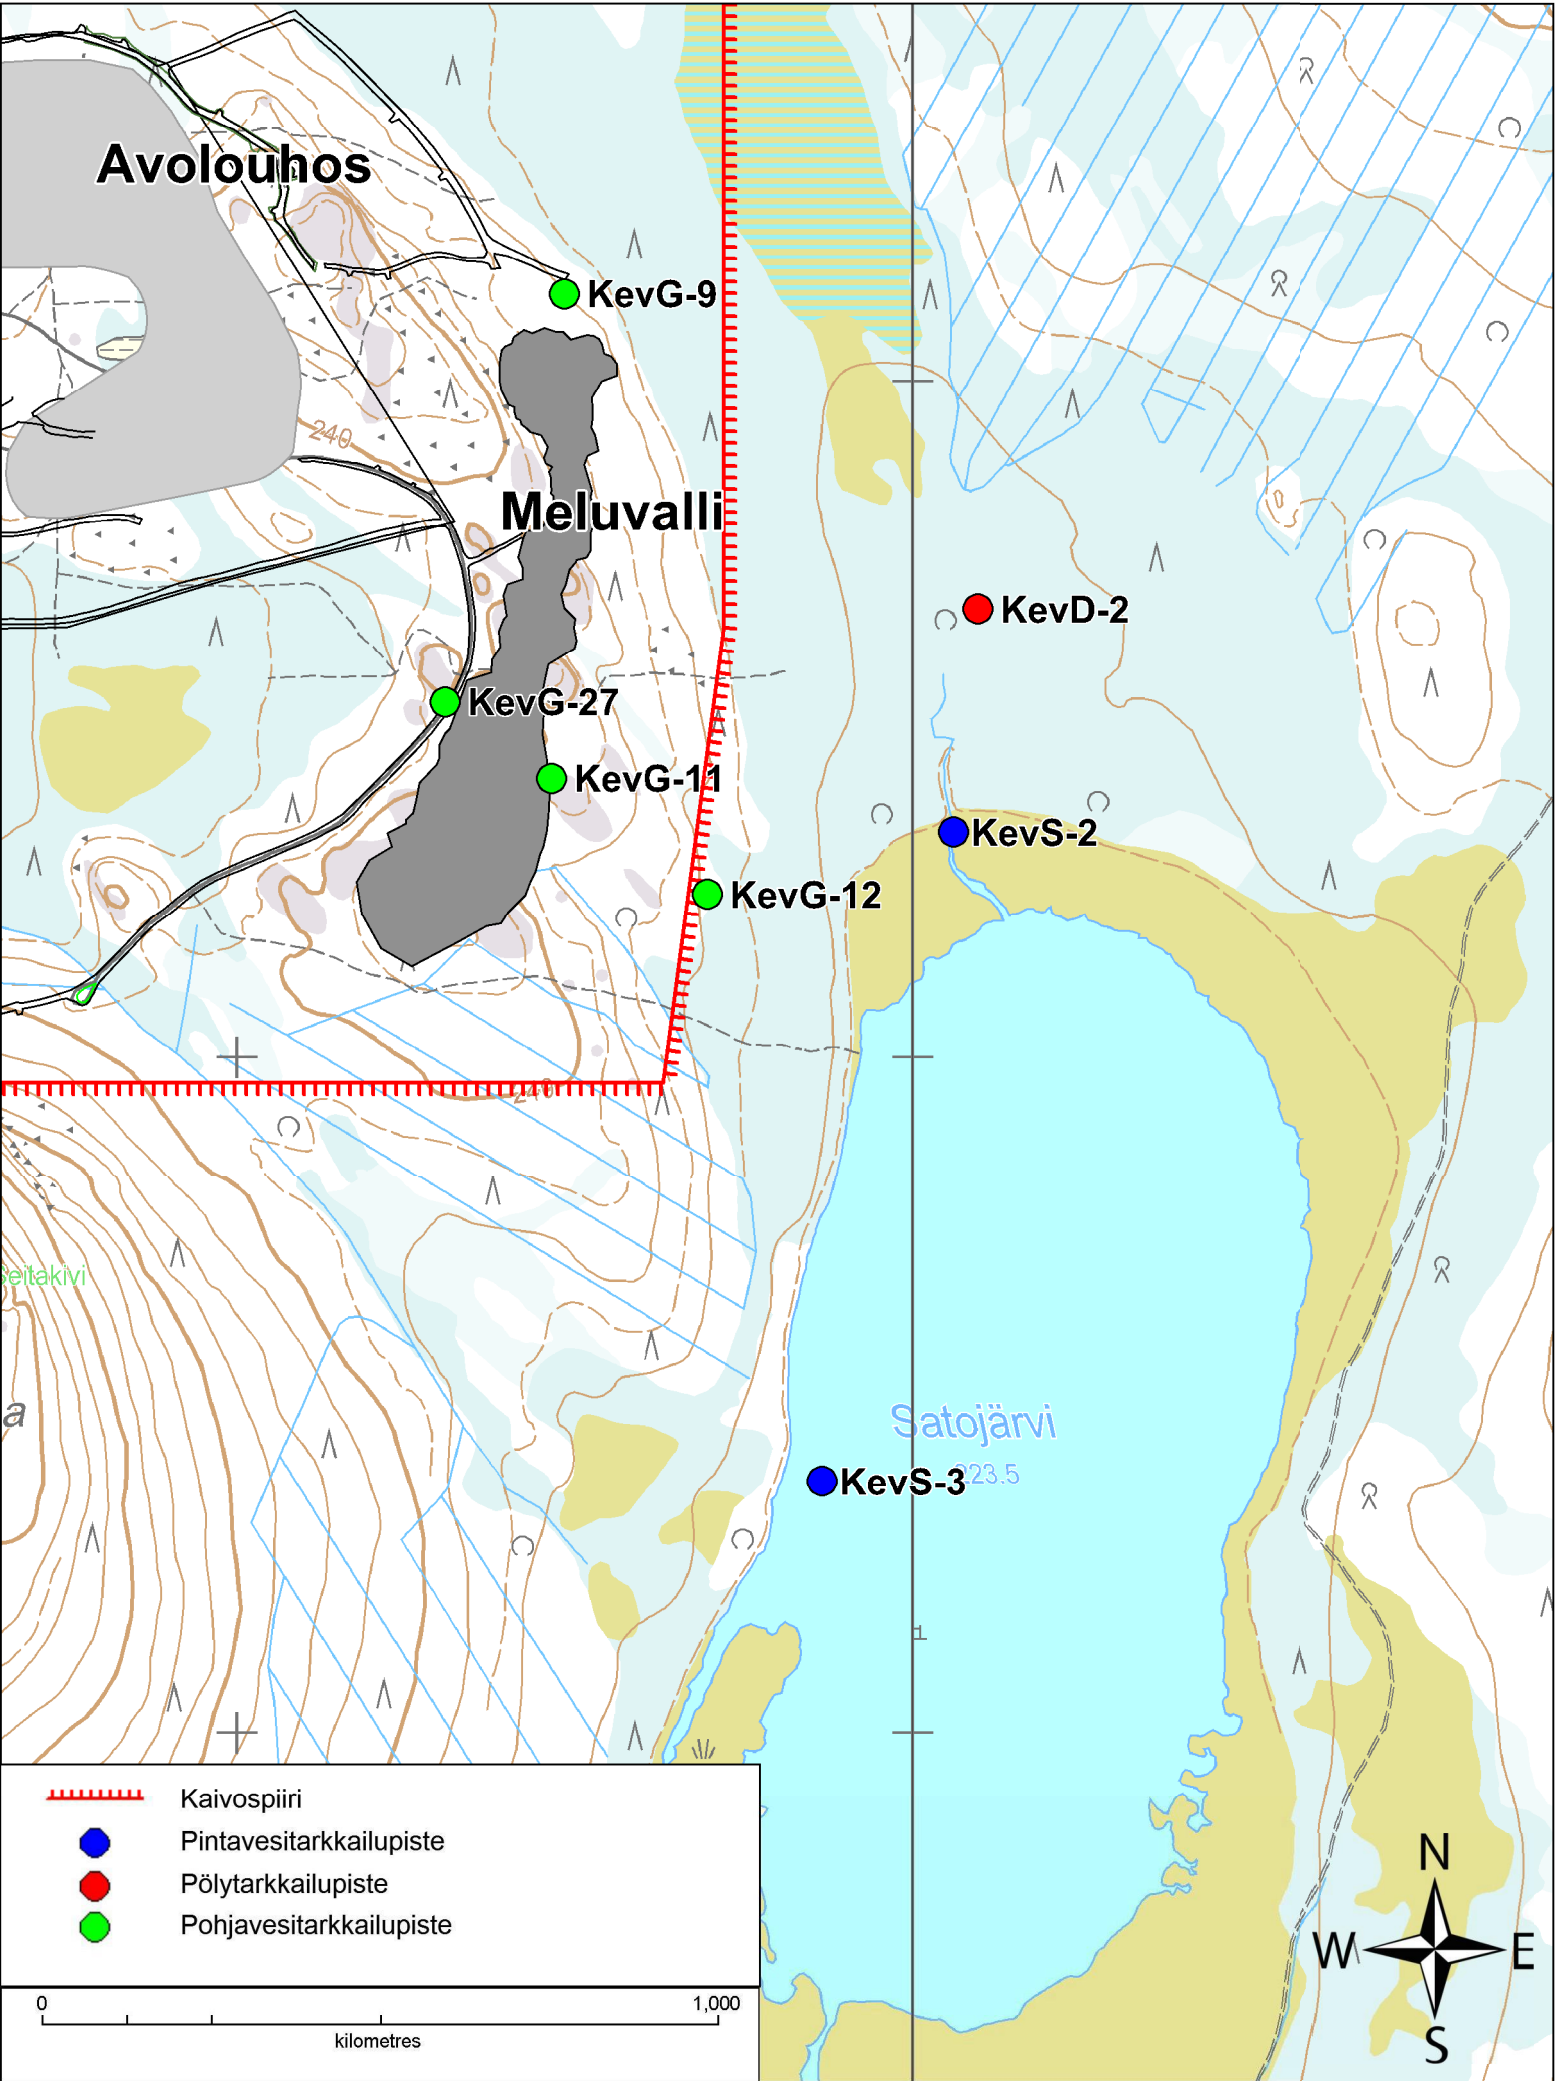 Avolouhos
KevG-9
240
Meluvalli
KevD-2
KevG-27
KevG-11
KevS-2
KevG-12
240
Seitakivi
a
Satojärvi
KevS-3
223.5
1
Kaivospiiri
Pintavesitarkkailupiste
Pölytarkkailupiste
Pohjavesitarkkailupiste
0
1,000
kilometres
N
W
E
S